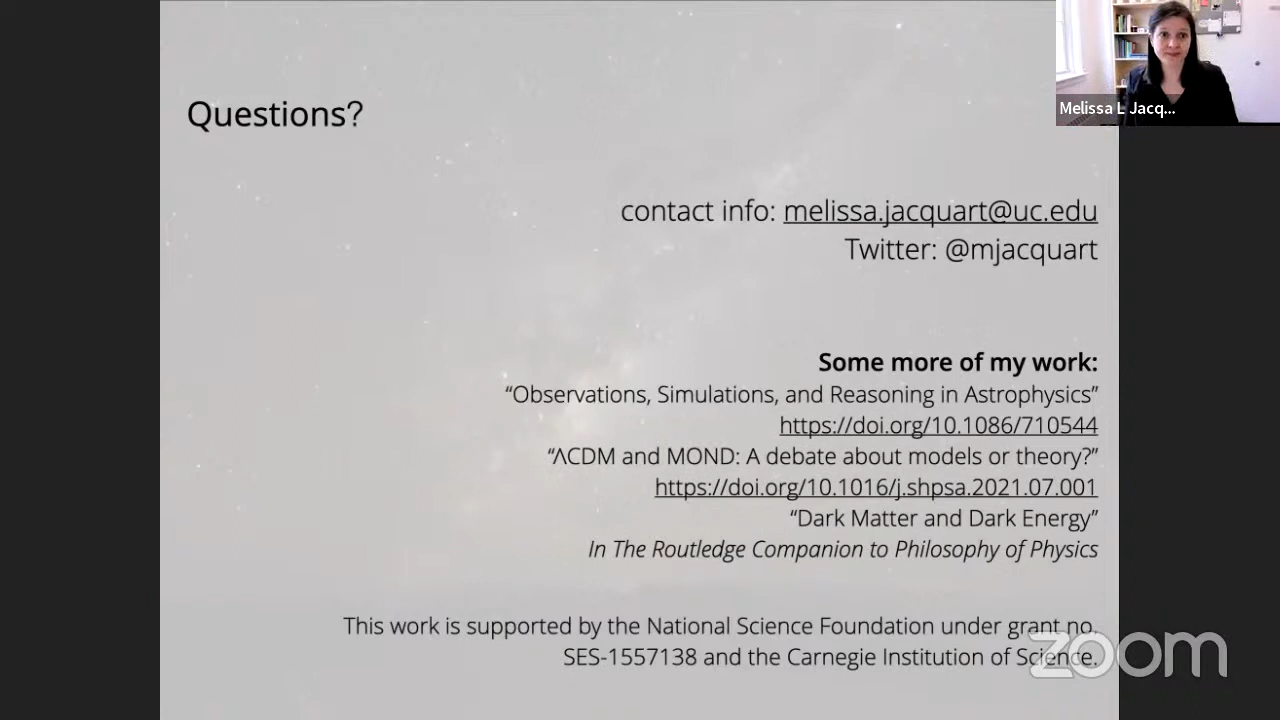 Questions?
Melissa L Jacq...
contact info: melissa.jacquart@uc.edu
Twitter: @mjacquart
Some more of my work:
“Observations, Simulations, and Reasoning in Astrophysics”
https://doi.org/10.1086/710544
“ΛCDM and MOND: A debate about models or theory?”
https://doi.org/10.1016/j.shpsa.2021.07.001
“Dark Matter and Dark Energy”
In The Routledge Companion to Philosophy of Physics
This work is supported by the National Science Foundation under grant no.
SES-1557138 and the Carnegie Institution of Science.
zoom